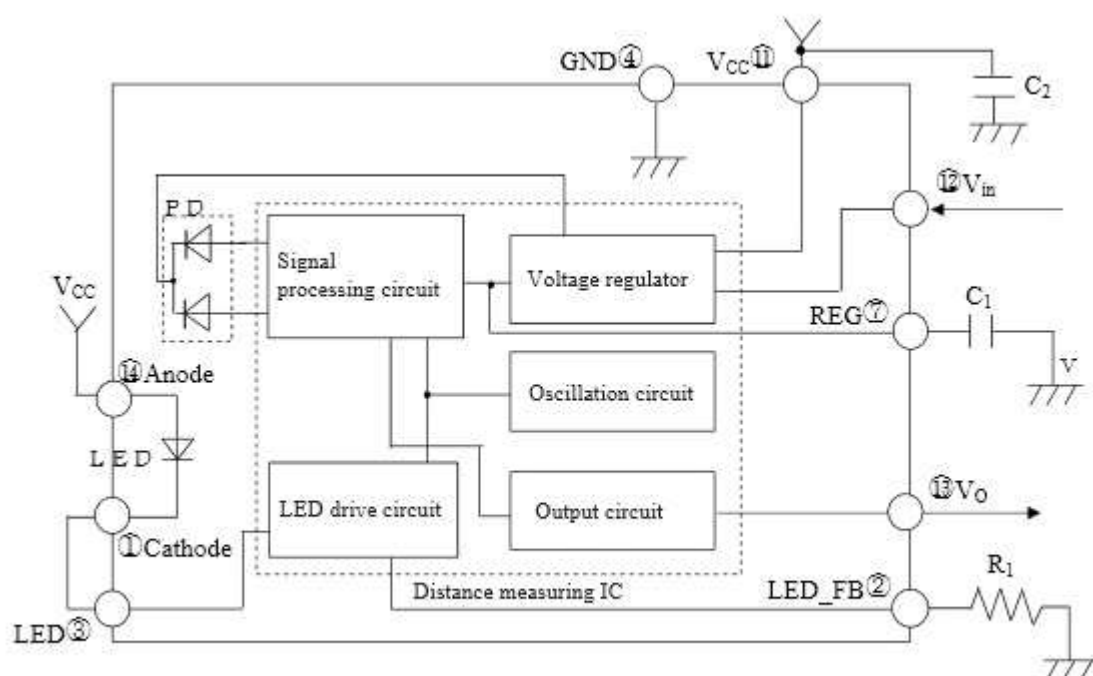 GND④
VCC⑪
C2
⑫Vin
PD
Signal
processing circuit
Voltage regulator
VCC
C1
REG⑦
V
⑭Anode
Oscillation circuit
LED
LED drive circuit
Output circuit
⑬VO
①Cathode
R1
Distance measuring IC
LED_FB②
LED③